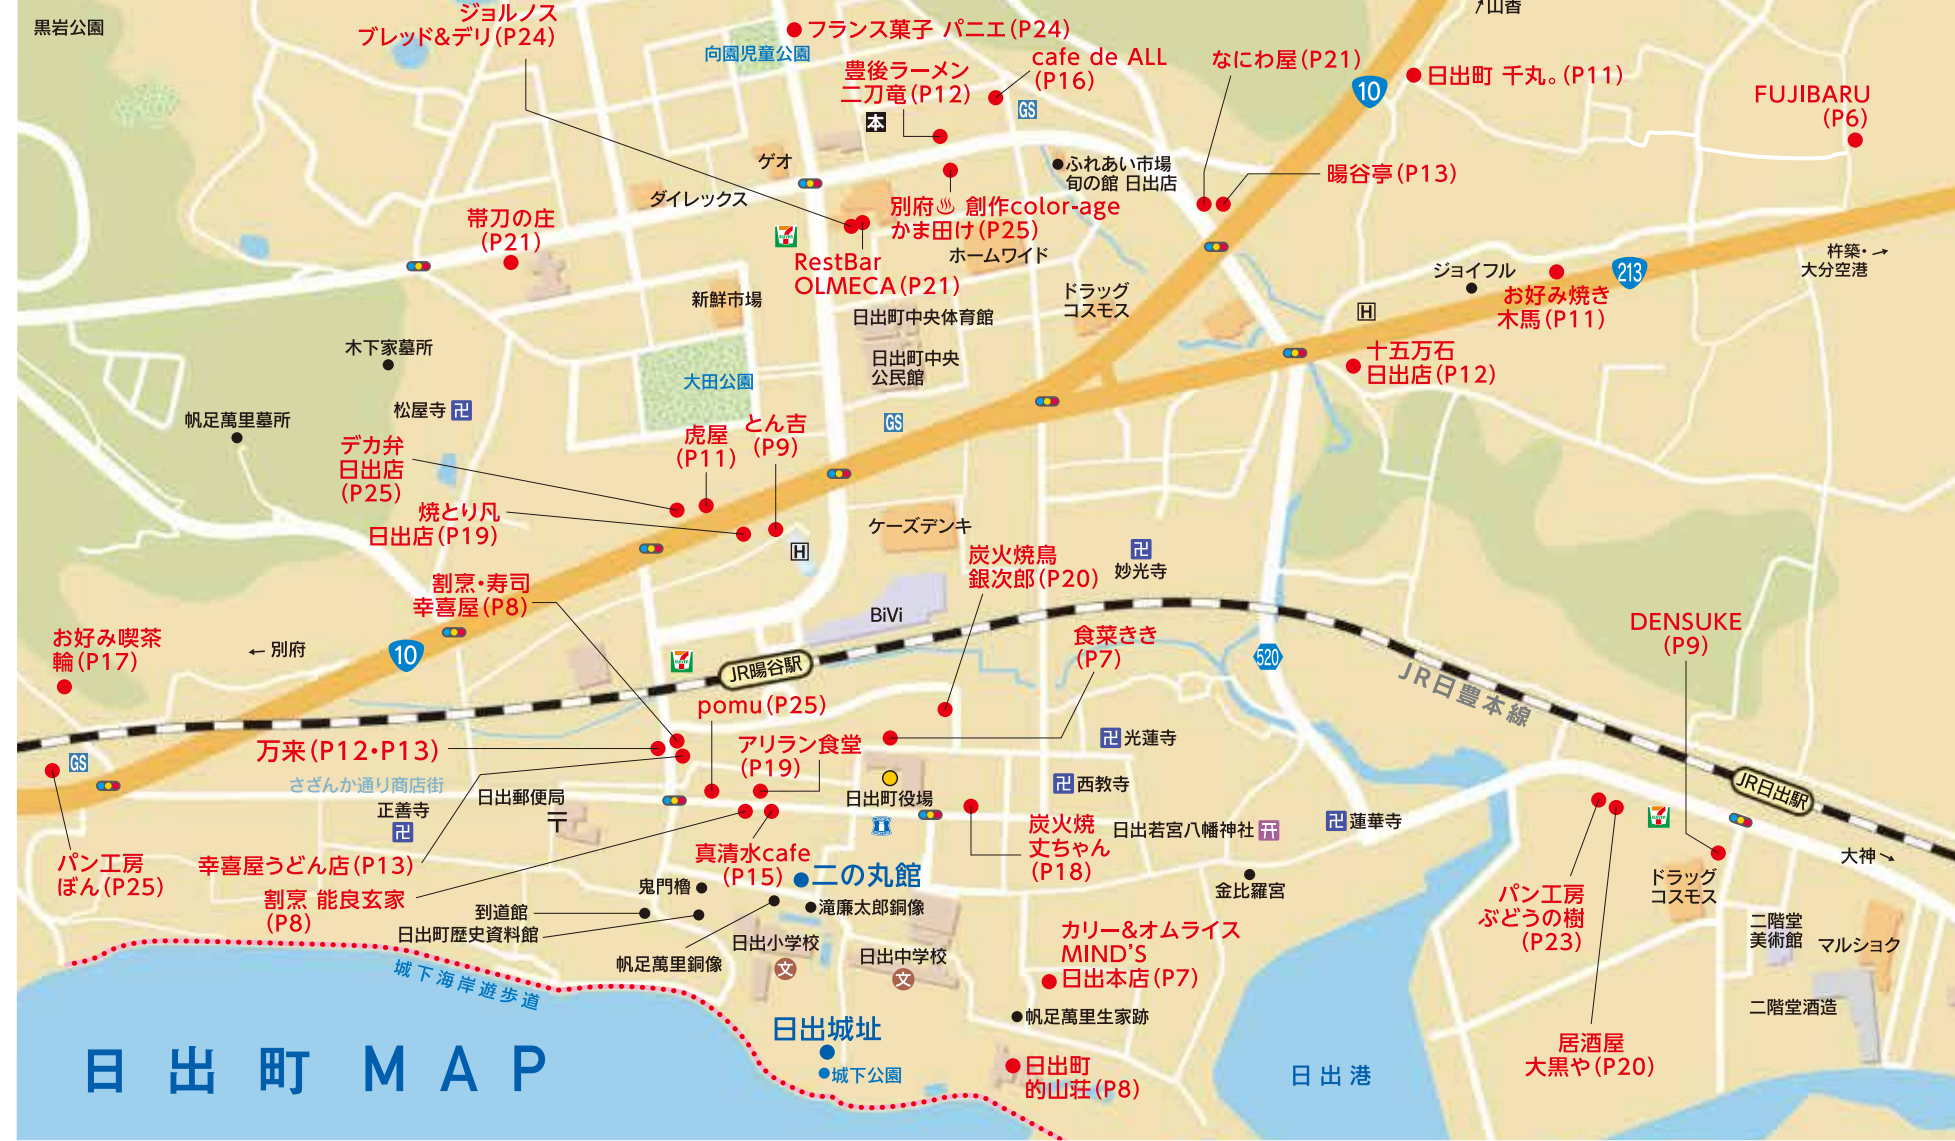 ↗山香
黒岩公園
ジョルノス
ブレッド&デリ(P24)
フランス菓子 パニエ(P24)
向園児童公園
豊後ラーメン
二刀竜(P12)
本
cafe de ALL
(P16)
GS
なにわ屋(P21)
10
日出町 千丸。(P11)
FUJIBARU
(P6)
ゲオ
ダイレックス
ふれあい市場
旬の館 日出店
暘谷亭(P13)
帯刀の庄
(P21)
別府♨ 創作color-age
かま田け(P25)
ホームワイド
RestBar
OLMECA(P21)
新鮮市場
ドラッグ
コスモス
日出町中央体育館
日出町中央
公民館
ジョイフル
213
杵築・
大分空港 →
お好み焼き
木馬(P11)
H
十五万石
日出店(P12)
木下家墓所
大田公園
松屋寺 卍
帆足萬里墓所
GS
デカ弁
日出店
(P25)
虎屋
(P11)
とん吉
(P9)
焼とり凡
日出店(P19)
H
ケーズデンキ
炭火焼鳥
銀次郎(P20)
卍
妙光寺
割烹・寿司
幸喜屋(P8)
BiVi
お好み喫茶
輪(P17)
← 別府
10
JR暘谷駅
食菜きき
(P7)
520
DENSUKE
(P9)
JR日豊本線
pomu(P25)
万来(P12・P13)
アリラン食堂
(P19)
卍 光蓮寺
GS
さざんか通り商店街
正善寺
卍
日出郵便局
〒
日出町役場
卍 西教寺
JR日出駅
パン工房
ぼん(P25)
幸喜屋うどん店(P13)
割烹 能良玄家
(P8)
真清水cafe
(P15)
二の丸館
炭火焼
丈ちゃん
(P18)
日出若宮八幡神社
卍 蓮華寺
大神→
鬼門櫓
到道館
日出町歴史資料館
帆足萬里銅像
滝廉太郎銅像
金比羅宮
ドラッグ
コスモス
パン工房
ぶどうの樹
(P23)
二階堂
美術館
マルショク
日出小学校
文
日出中学校
文
カリー&オムライス
MIND'S
日出本店(P7)
城下海岸遊歩道
帆足萬里生家跡
二階堂酒造
日出城址
城下公園
日出町
的山荘(P8)
居酒屋
大黒や(P20)
日出港
日出町MAP